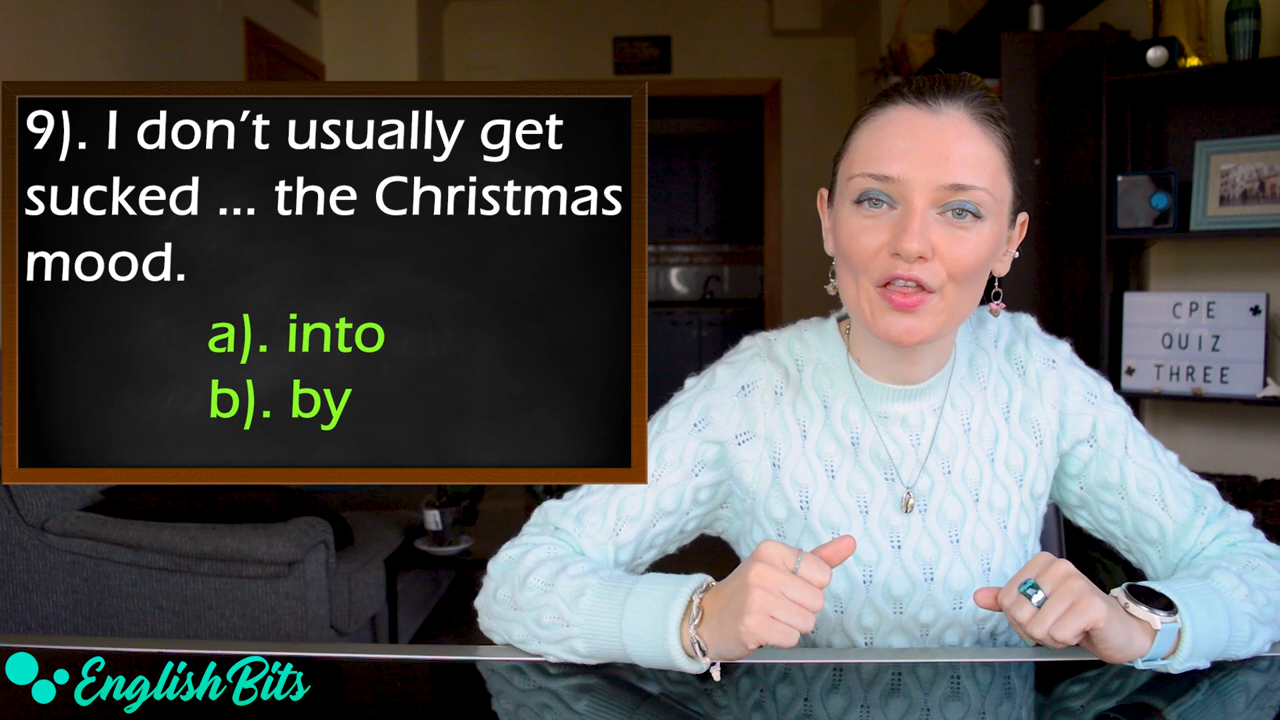 9). I don't usually get
sucked ... the Christmas
mood.
a). into
b). by
CPE
QUIZ
THREE
EnglishBits